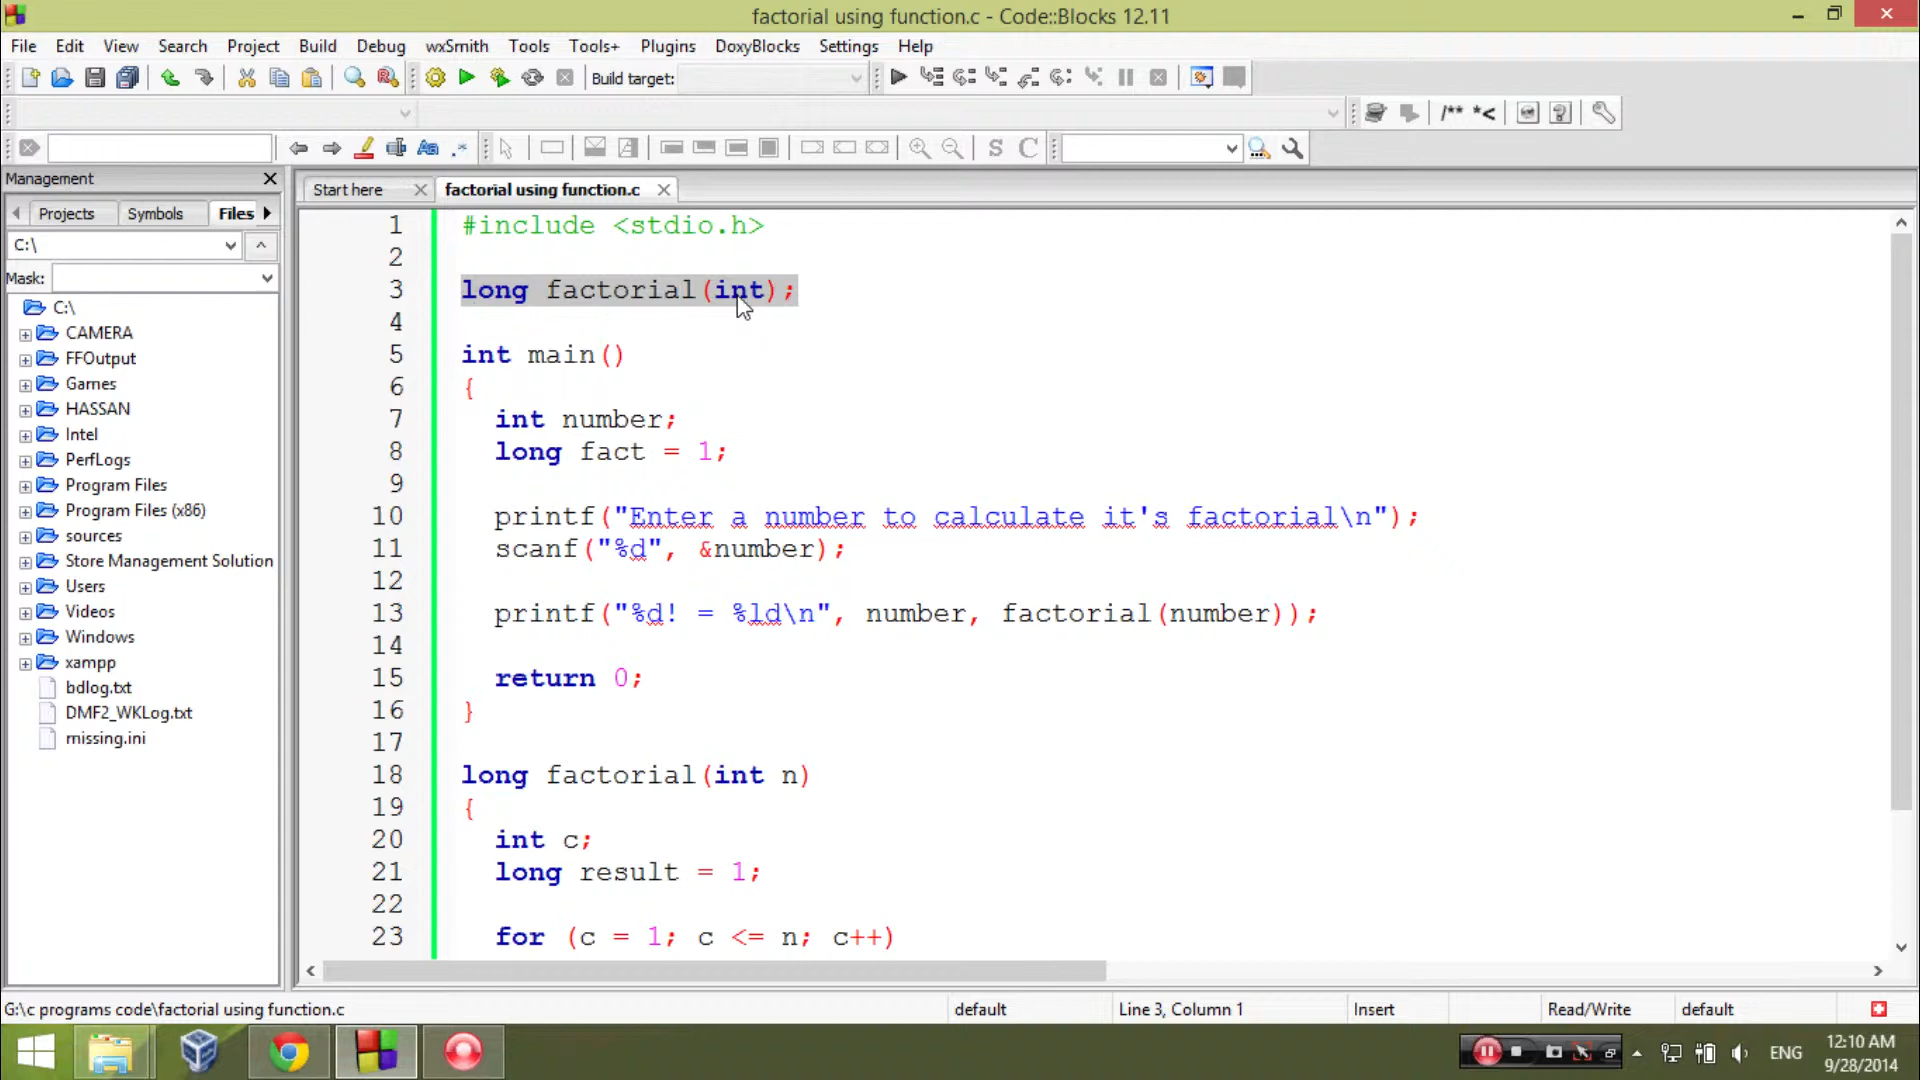 factorial using function.c - Code::Blocks 12.11
File Edit View Search Project Build Debug wxSmith Tools Tools+ Plugins DoxyBlocks Settings Help
Build target:
/** *<
S C
Management
Start here factorial using function.c
Projects Symbols Files
C:\
Mask:
C:\
CAMERA
FFOutput
Games
HASSAN
Intel
PerfLogs
Program Files
Program Files (x86)
sources
Store Management Solution
Users
Videos
Windows
xampp
bdlog.txt
DMF2_WKLog.txt
missing.ini
1 #include <stdio.h>
2
3 long factorial(int);
4
5 int main()
6 {
7 int number;
8 long fact = 1;
9
10 printf("Enter a number to calculate it's factorial\n");
11 scanf("%d", &number);
12
13 printf("%d! = %ld\n", number, factorial(number));
14
15 return 0;
16 }
17
18 long factorial(int n)
19 {
20 int c;
21 long result = 1;
22
23 for (c = 1; c <= n; c++)
G:\c programs code\factorial using function.c default Line 3, Column 1 Insert Read/Write default
ENG
12:10 AM
9/28/2014